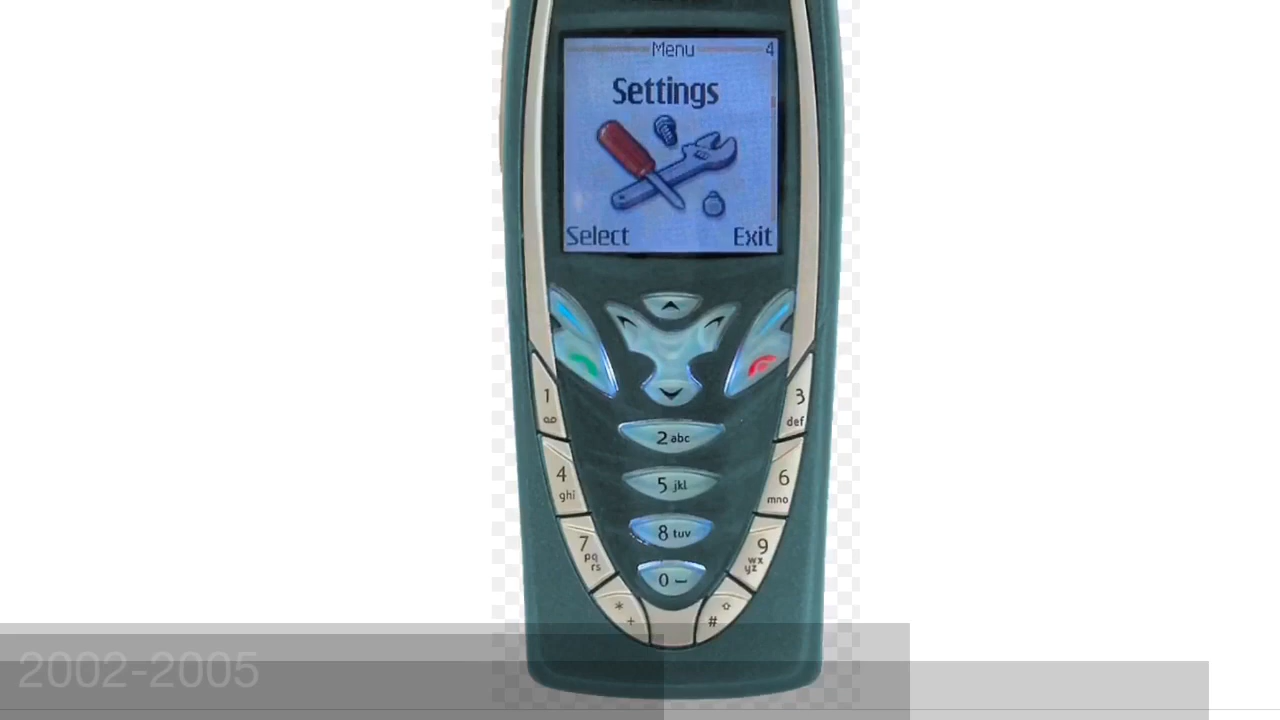 Menu 4
Settings
Select Exit
1
2 abc
3
def
4
ghi
5 jkl
6
mno
7
pq
rs
8 tuv
9
wx
yz
*
+
0
#
2002-2005